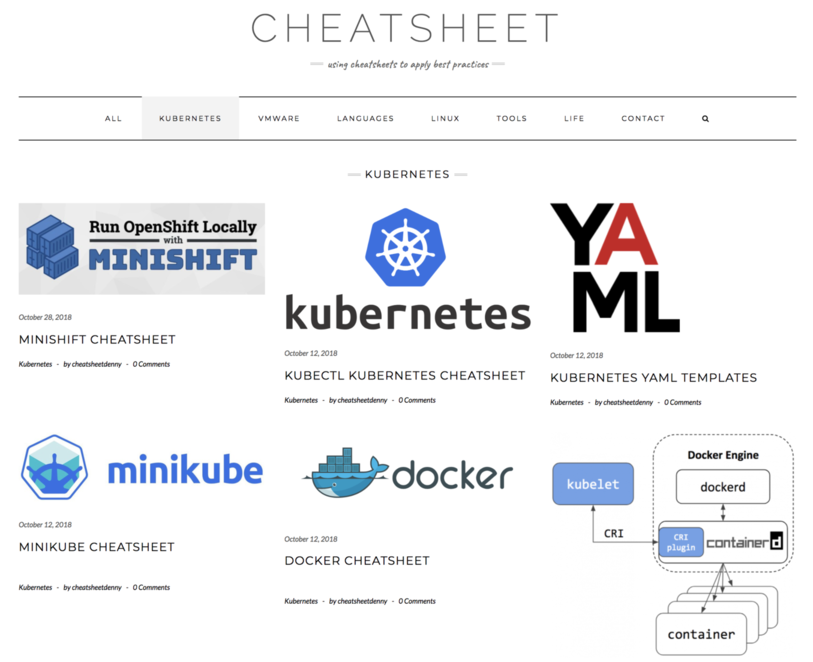 CHEATSHEET
using cheatsheets to apply best practices
ALL KUBERNETES VMWARE LANGUAGES LINUX TOOLS LIFE CONTACT
KUBERNETES
Run OpenShift Locally
with
MINISHIFT
October 28, 2018
MINISHIFT CHEATSHEET
Kubernetes - by cheatsheetdenny - 0 Comments
kubernetes
October 12, 2018
KUBECTL KUBERNETES CHEATSHEET
Kubernetes - by cheatsheetdenny - 0 Comments
YA
ML
October 12, 2018
KUBERNETES YAML TEMPLATES
Kubernetes - by cheatsheetdenny - 0 Comments
minikube
October 12, 2018
MINIKUBE CHEATSHEET
Kubernetes - by cheatsheetdenny - 0 Comments
docker
October 12, 2018
DOCKER CHEATSHEET
Kubernetes - by cheatsheetdenny - 0 Comments
Docker Engine
kubelet
dockerd
CRI
CRI
plugin
containerd
container